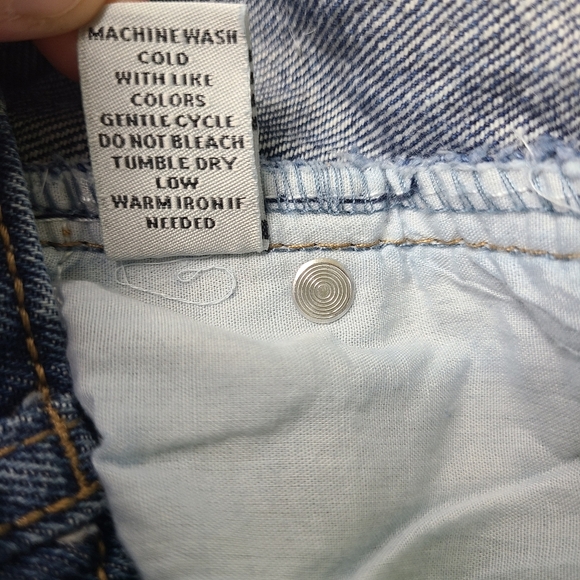 MACHINE WASH
COLD
WITH LIKE
COLORS
GENTLE CYCLE
DO NOT BLEACH
TUMBLE DRY
LOW
WARM IRON IF
NEEDED